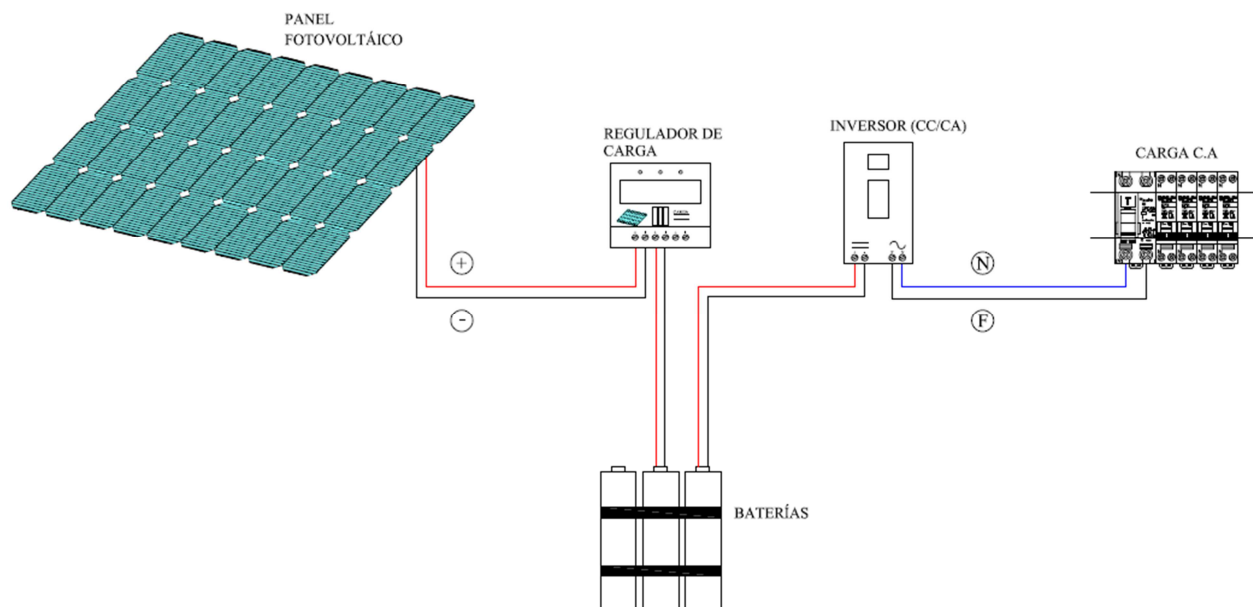 PANEL
FOTOVOLTÁICO
REGULADOR DE
CARGA
INVERSOR (CC/CA)
CARGA C.A
+
-
N
F
T
BATERÍAS